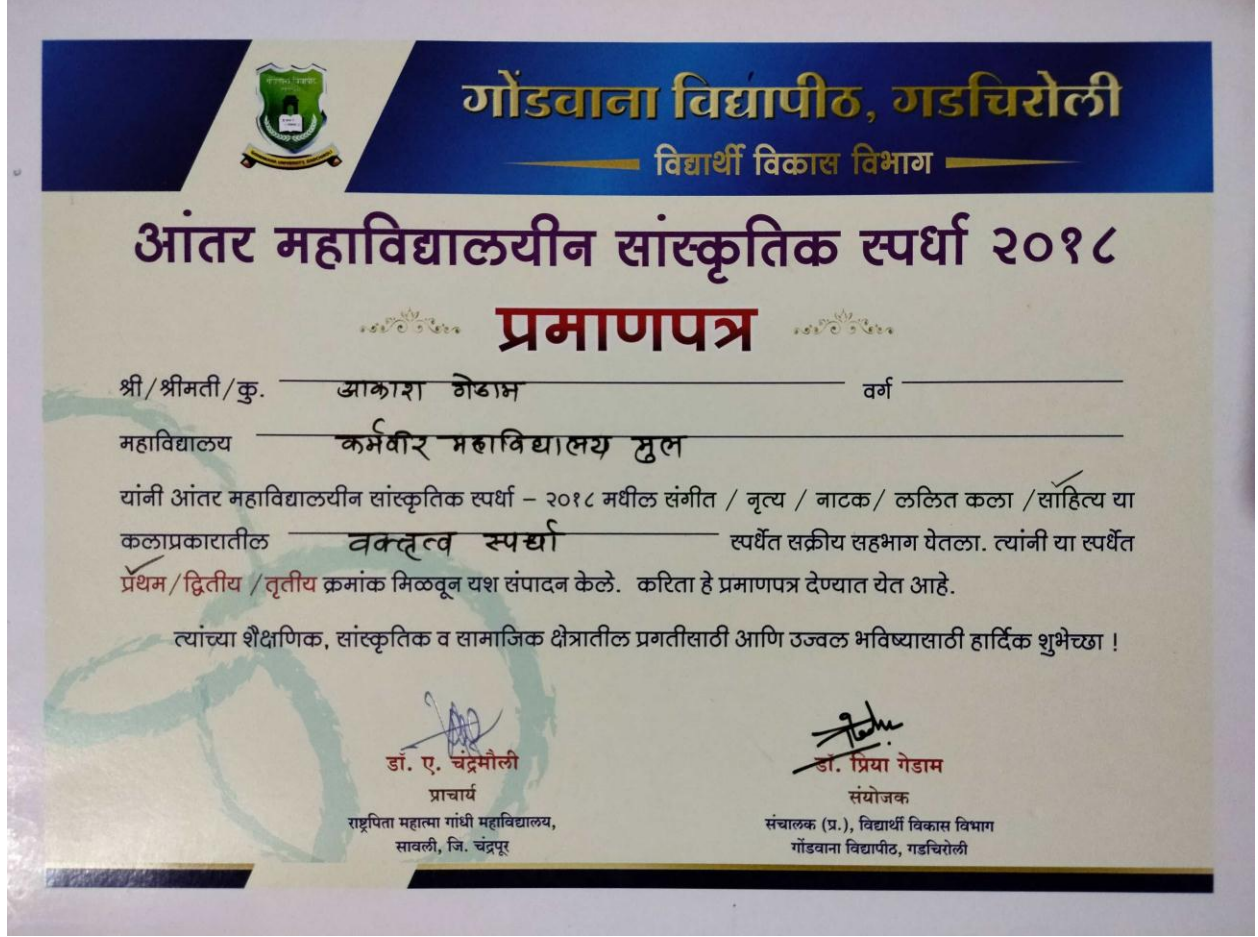 गोंडवाना विद्यापीठ, गडचिरोली
विद्यार्थी विकास विभाग
आंतर महाविद्यालयीन सांस्कृतिक स्पर्धा २०१८
प्रमाणपत्र
श्री/श्रीमती/कु. आकाश गेडाम वर्ग
महाविद्यालय कर्मवीर महाविद्यालय मुल
यांनी आंतर महाविद्यालयीन सांस्कृतिक स्पर्धा – २०१८ मधील संगीत / नृत्य / नाटक/ ललित कला /साहित्य या
कलाप्रकारातील वक्तृत्व स्पर्धा स्पर्धेत सक्रीय सहभाग घेतला. त्यांनी या स्पर्धेत
प्रथम/द्वितीय /तृतीय क्रमांक मिळवून यश संपादन केले. करिता हे प्रमाणपत्र देण्यात येत आहे.
त्यांच्या शैक्षणिक, सांस्कृतिक व सामाजिक क्षेत्रातील प्रगतीसाठी आणि उज्वल भविष्यासाठी हार्दिक शुभेच्छा !
डॉ. ए. चंद्रमौली
प्राचार्य
राष्ट्रपिता महात्मा गांधी महाविद्यालय,
सावली, जि. चंद्रपूर
डॉ. प्रिया गेडाम
संयोजक
संचालक (प्र.), विद्यार्थी विकास विभाग
गोंडवाना विद्यापीठ, गडचिरोली